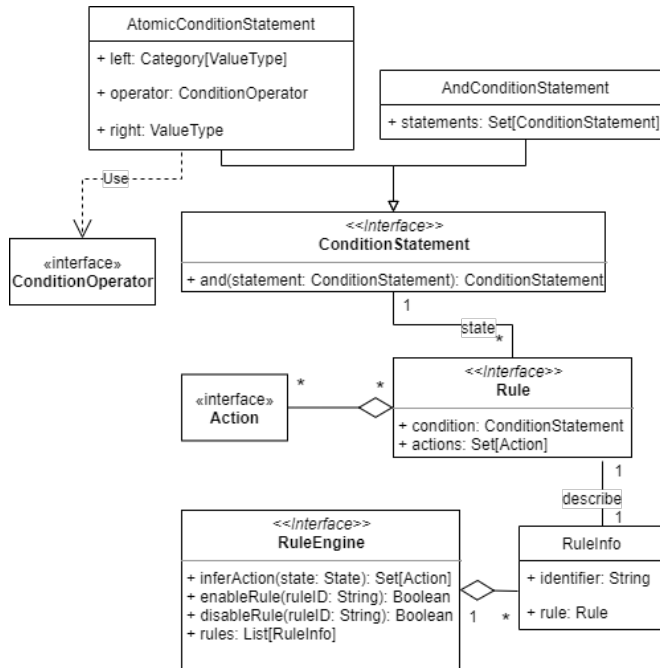 AtomicConditionStatement
+ left: Category[ValueType]
+ operator: ConditionOperator
+ right: ValueType
AndConditionStatement
+ statements: Set[ConditionStatement]
Use
<<Interface>>
ConditionStatement
+ and(statement: ConditionStatement): ConditionStatement
«interface»
ConditionOperator
1
state
*
<<Interface>>
Rule
+ condition: ConditionStatement
+ actions: Set[Action]
«interface»
Action
*
*
1
describe
1
<<Interface>>
RuleEngine
+ inferAction(state: State): Set[Action]
+ enableRule(ruleID: String): Boolean
+ disableRule(ruleID: String): Boolean
+ rules: List[RuleInfo]
1
*
RuleInfo
+ identifier: String
+ rule: Rule